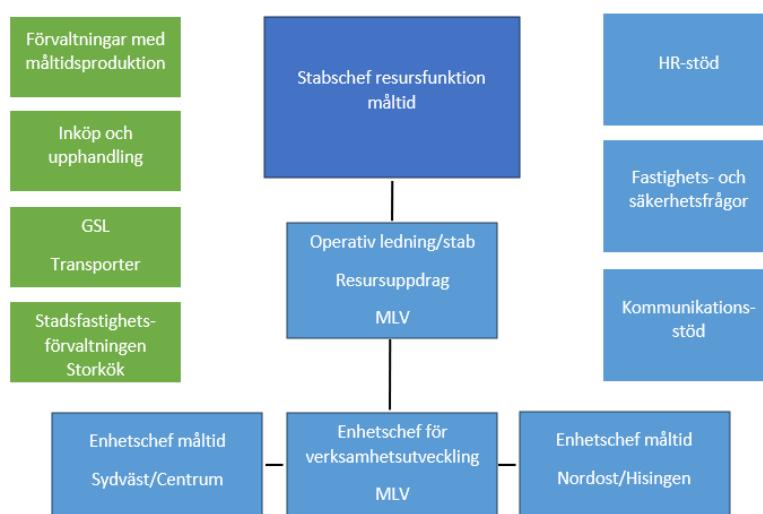 Förvaltningar med
måltidsproduktion
Inköp och
upphandling
GSL
Transporter
Stadsfastighets-
förvaltningen
Storkök
Stabschef resursfunktion
måltid
Operativ ledning/stab
Resursuppdrag
MLV
HR-stöd
Fastighets- och
säkerhetsfrågor
Kommunikations-
stöd
Enhetschef måltid
Sydväst/Centrum
Enhetschef för
verksamhetsutveckling
MLV
Enhetschef måltid
Nordost/Hisingen